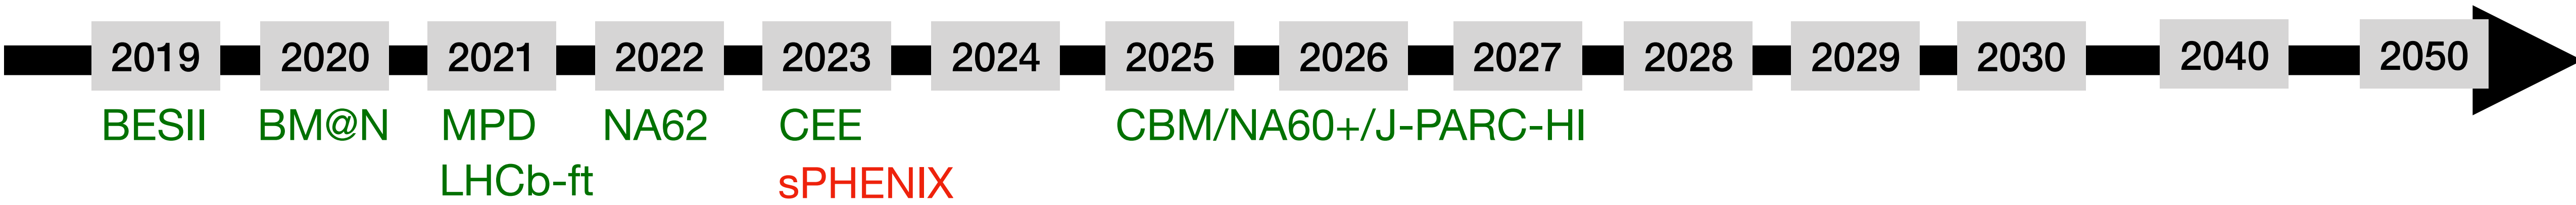 2019 2020 2021 2022 2023 2024 2025 2026 2027 2028 2029 2030 2040 2050
BESII BM@N MPD NA62 CEE CBM/NA60+/J-PARC-HI
LHCb-ft sPHENIX